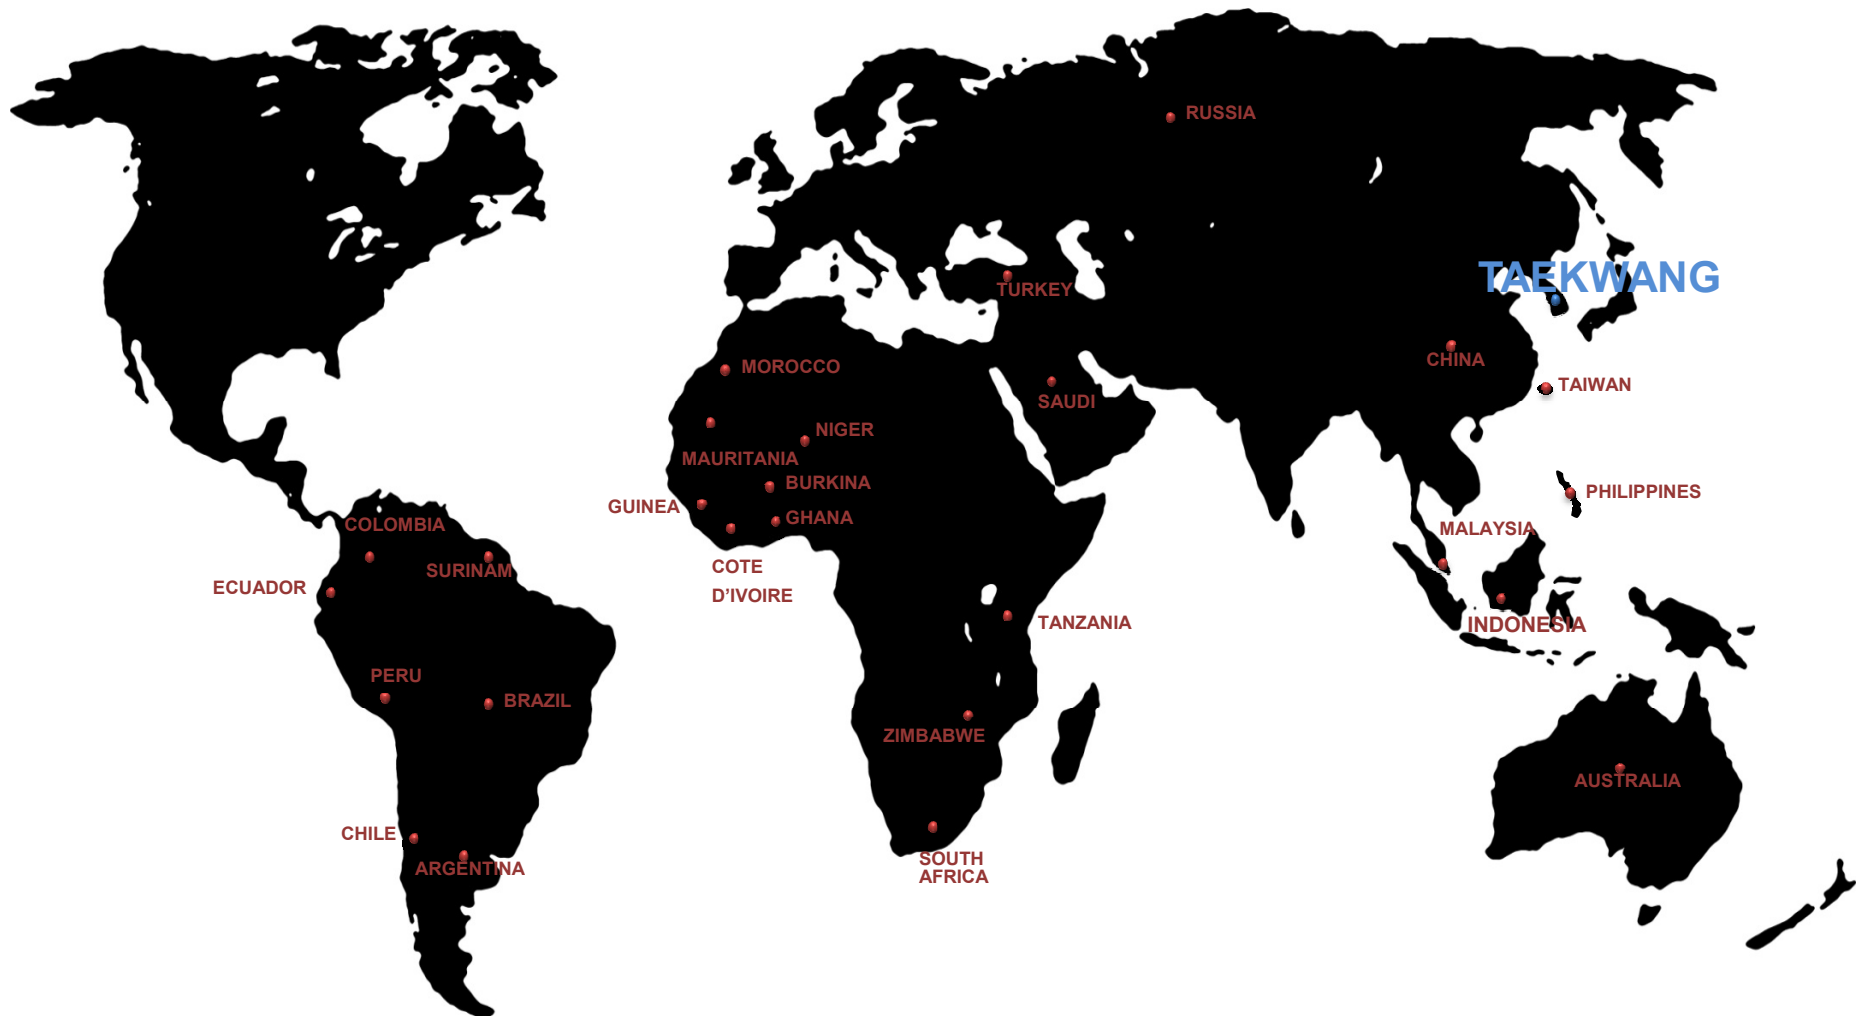 RUSSIA
TAEKWANG
TURKEY
CHINA
MOROCCO
TAIWAN
SAUDI
NIGER
MAURITANIA
BURKINA
PHILIPPINES
GUINEA
GHANA
COLOMBIA
MALAYSIA
COTE
D’IVOIRE
SURINAM
ECUADOR
TANZANIA
INDONESIA
PERU
BRAZIL
ZIMBABWE
AUSTRALIA
CHILE
ARGENTINA
SOUTH
AFRICA